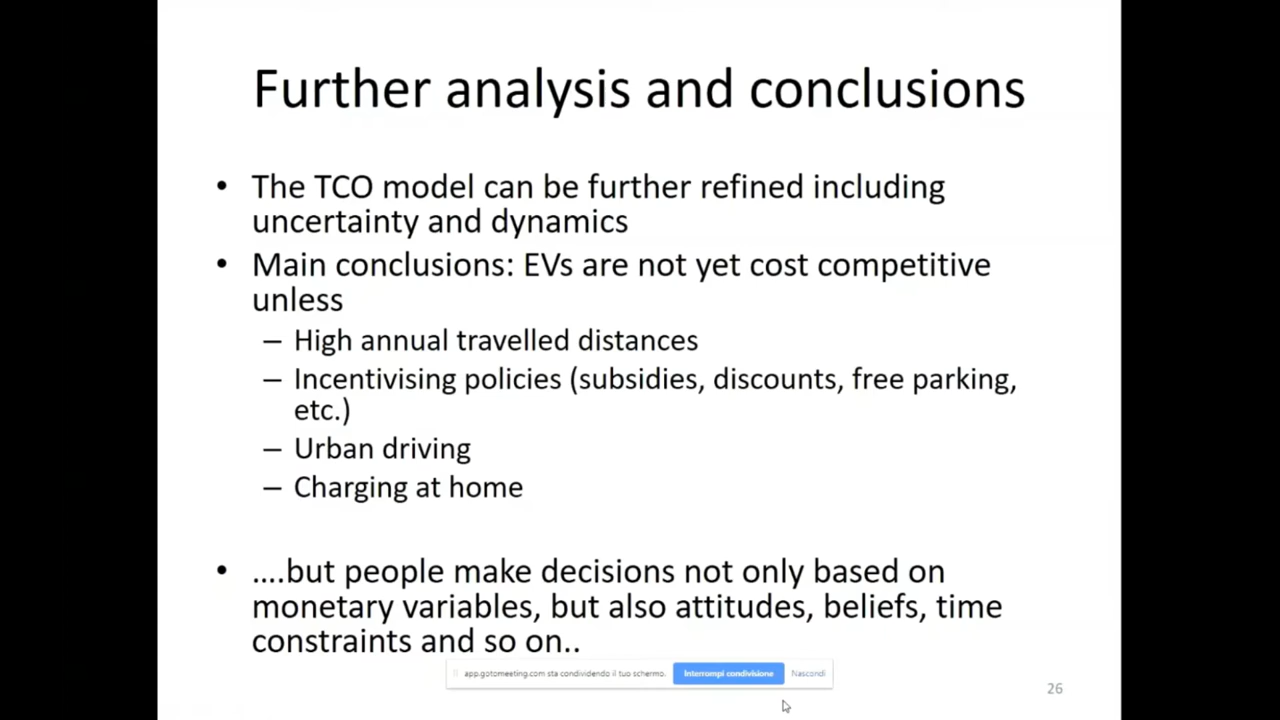 Further analysis and conclusions
• The TCO model can be further refined including
uncertainty and dynamics
• Main conclusions: EVs are not yet cost competitive
unless
– High annual travelled distances
– Incentivising policies (subsidies, discounts, free parking,
etc.)
– Urban driving
– Charging at home
• ….but people make decisions not only based on
monetary variables, but also attitudes, beliefs, time
constraints and so on..
app.gotomeeting.com sta condividendo il tuo schermo. Interrompi condivisione Nascondi
26